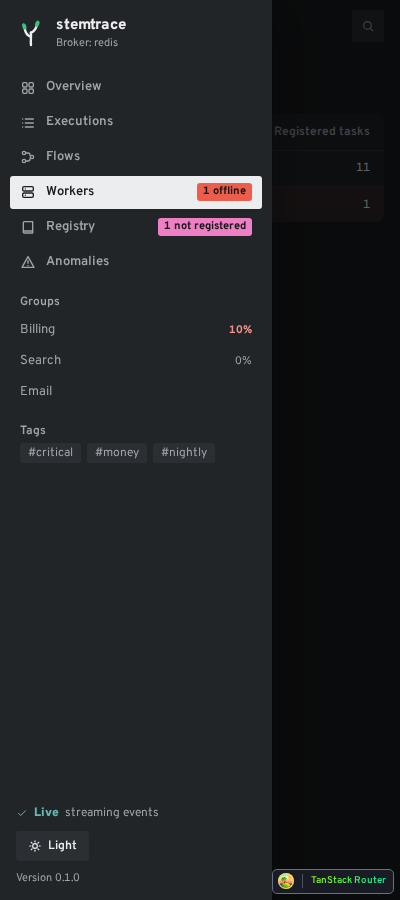 stemtrace
Broker: redis
Overview
Executions
Flows
Workers 1 offline
Registry 1 not registered
Anomalies
Groups
Billing 10%
Search 0%
Email
Tags
#critical #money #nightly
Live streaming events
Light
Version 0.1.0
Registered tasks
11
1
TanStack Router